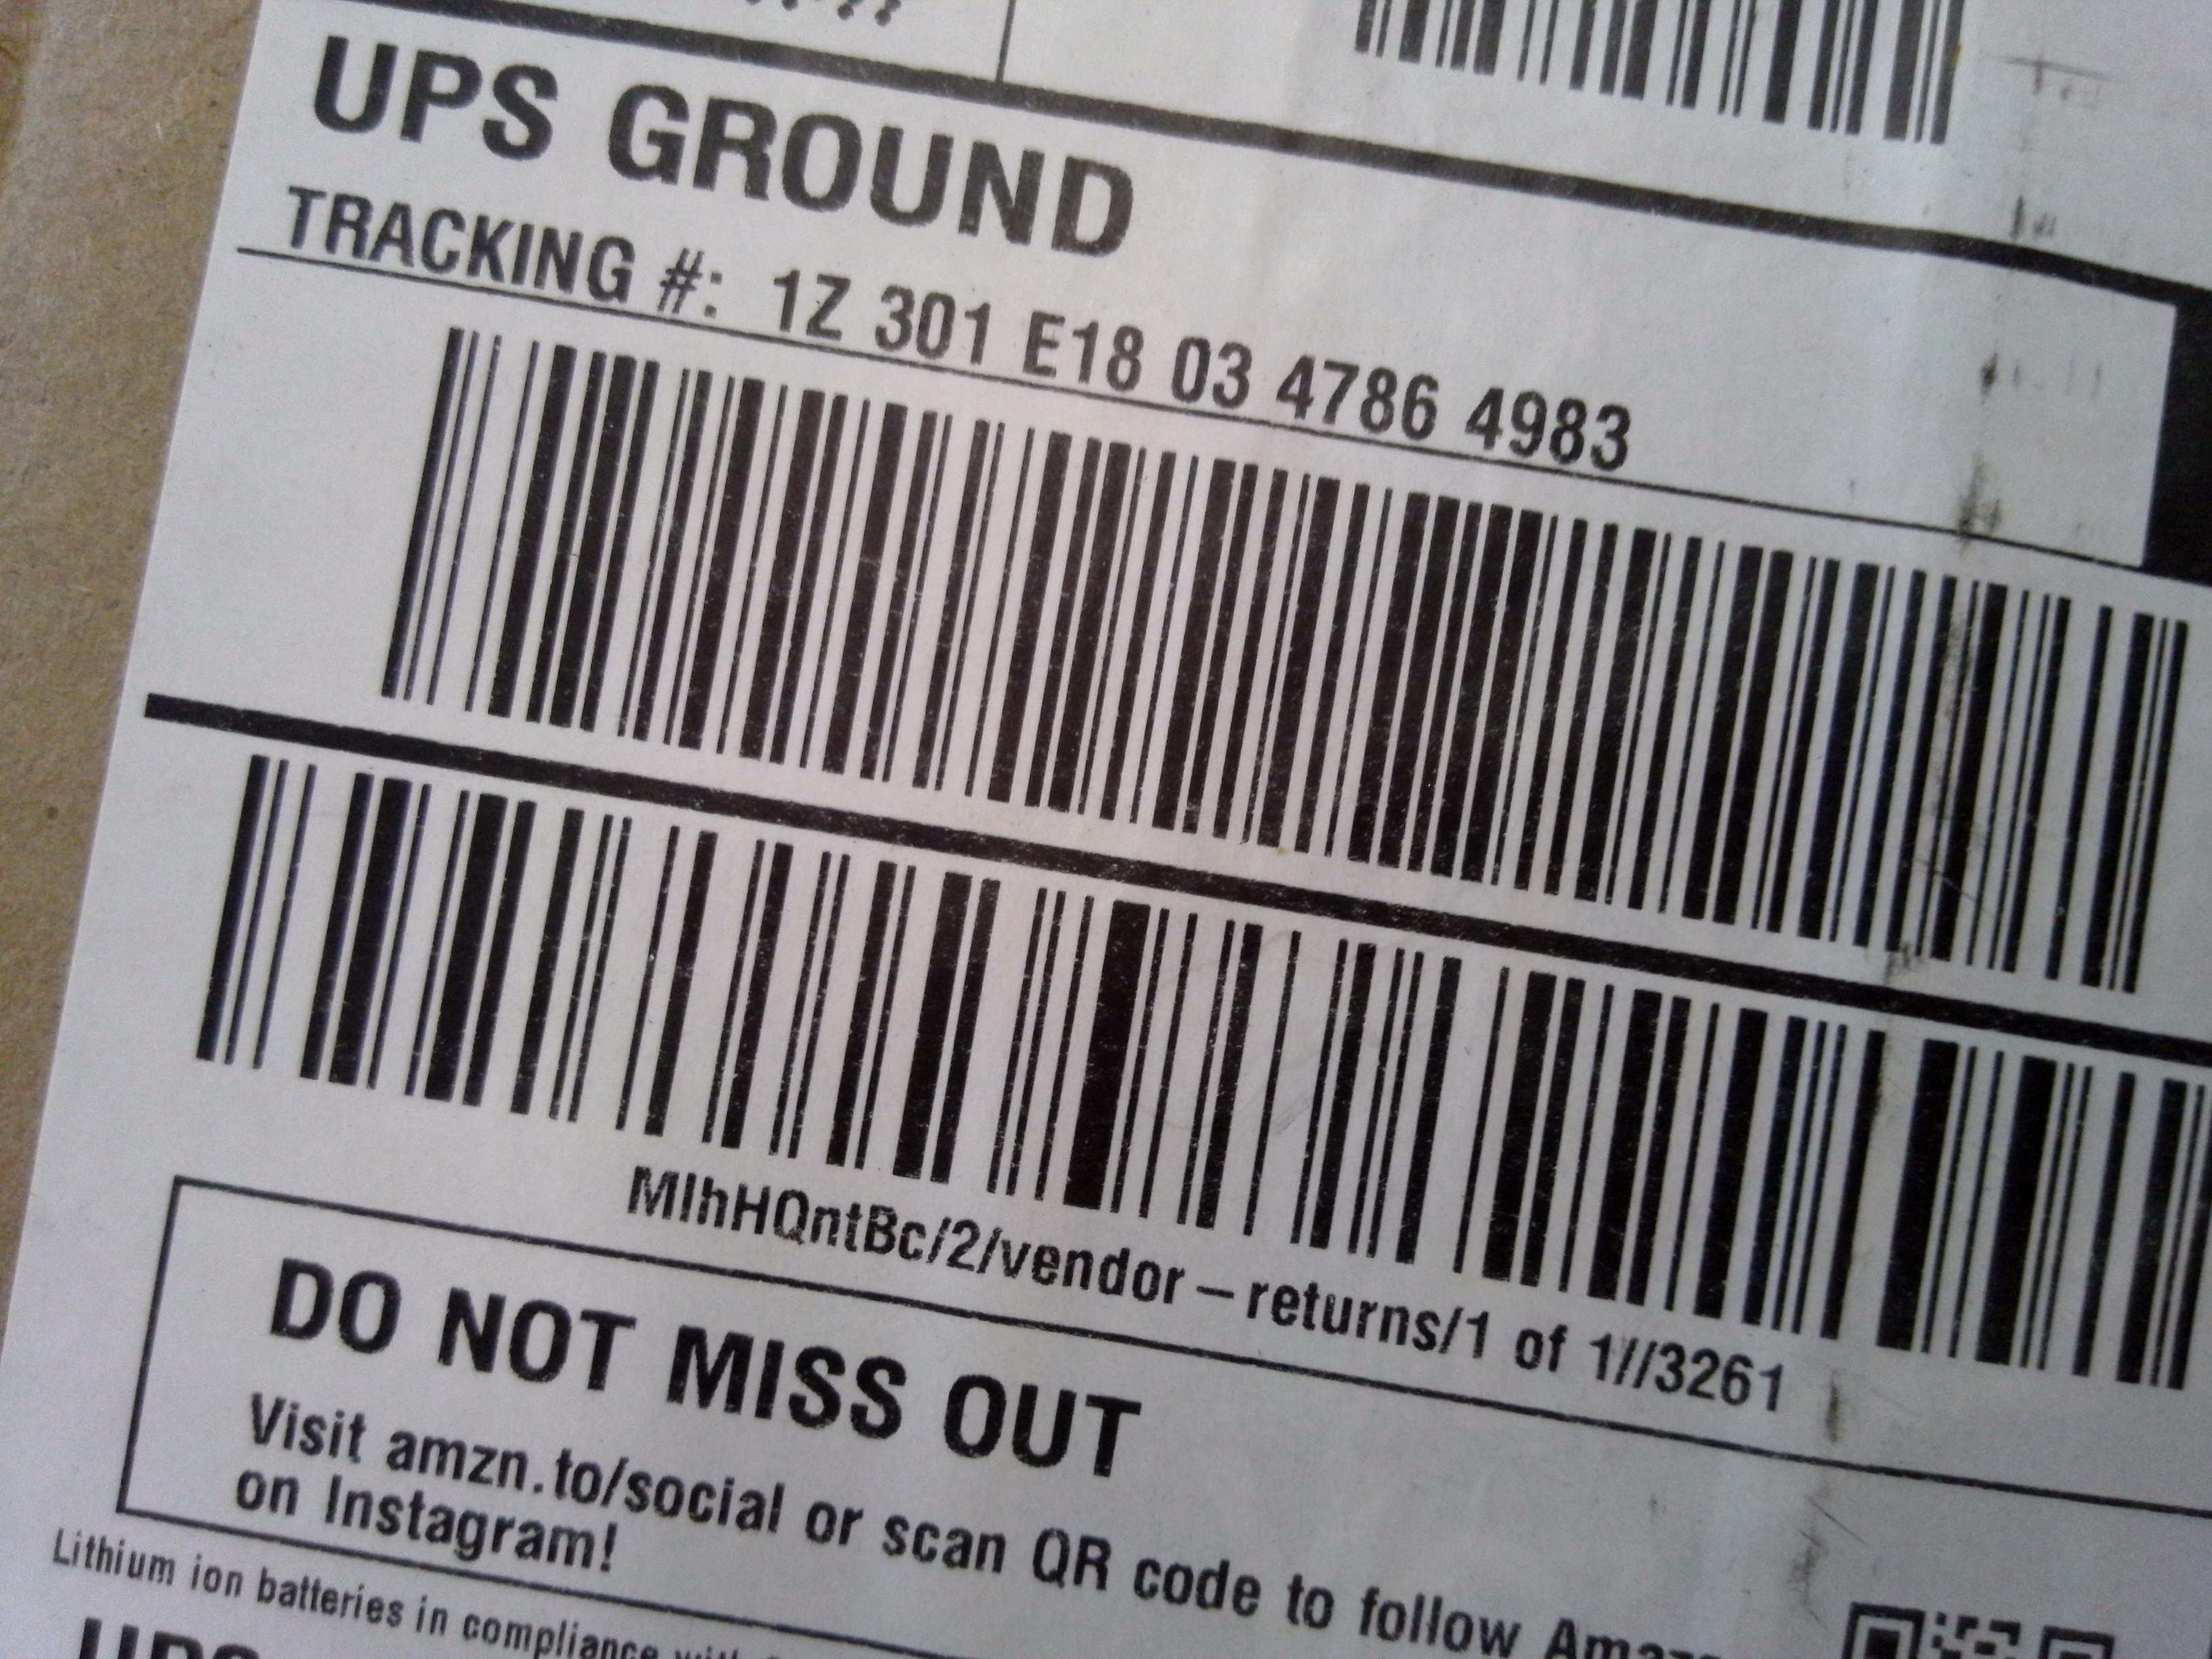 UPS GROUND
TRACKING #: 1Z 301 E18 03 4786 4983
MIhHQntBc/2/vendor – returns/1 of 1//3261
DO NOT MISS OUT
Visit amzn.to/social or scan QR code to follow
on Instagram!
Lithium ion batteries in compliance
UPS